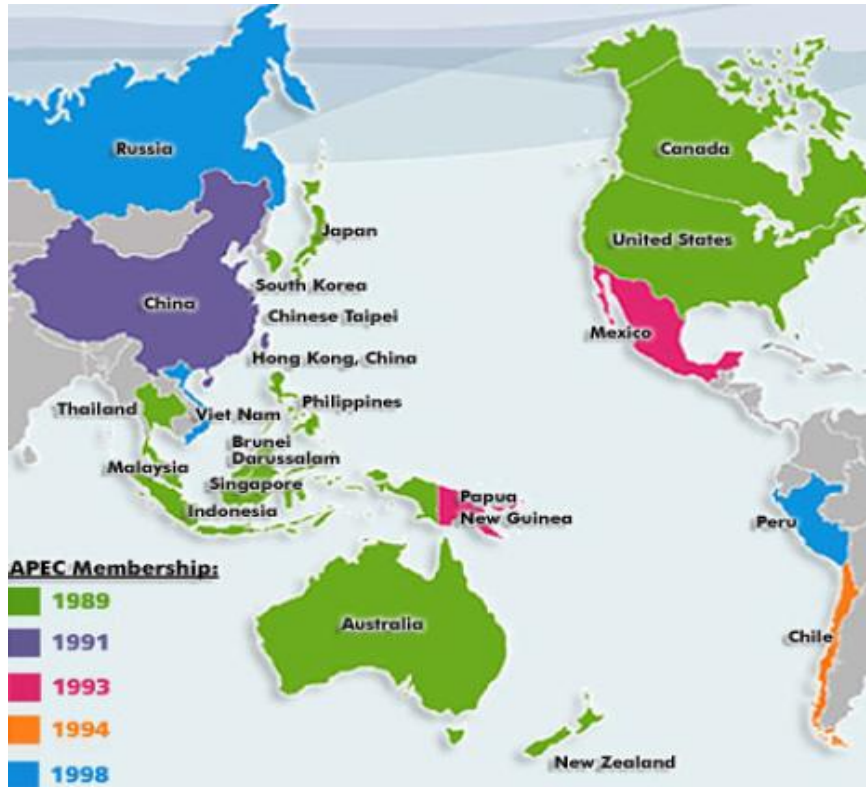 Russia
Canada
Japan
United States
South Korea
China
Chinese Taipei
Mexico
Hong Kong, China
Thailand
Viet Nam
Philippines
Brunei
Darussalam
Malaysia
Singapore
Indonesia
Papua
New Guinea
Peru
APEC Membership:
1989
Australia
Chile
1991
1993
1994
New Zealand
1998